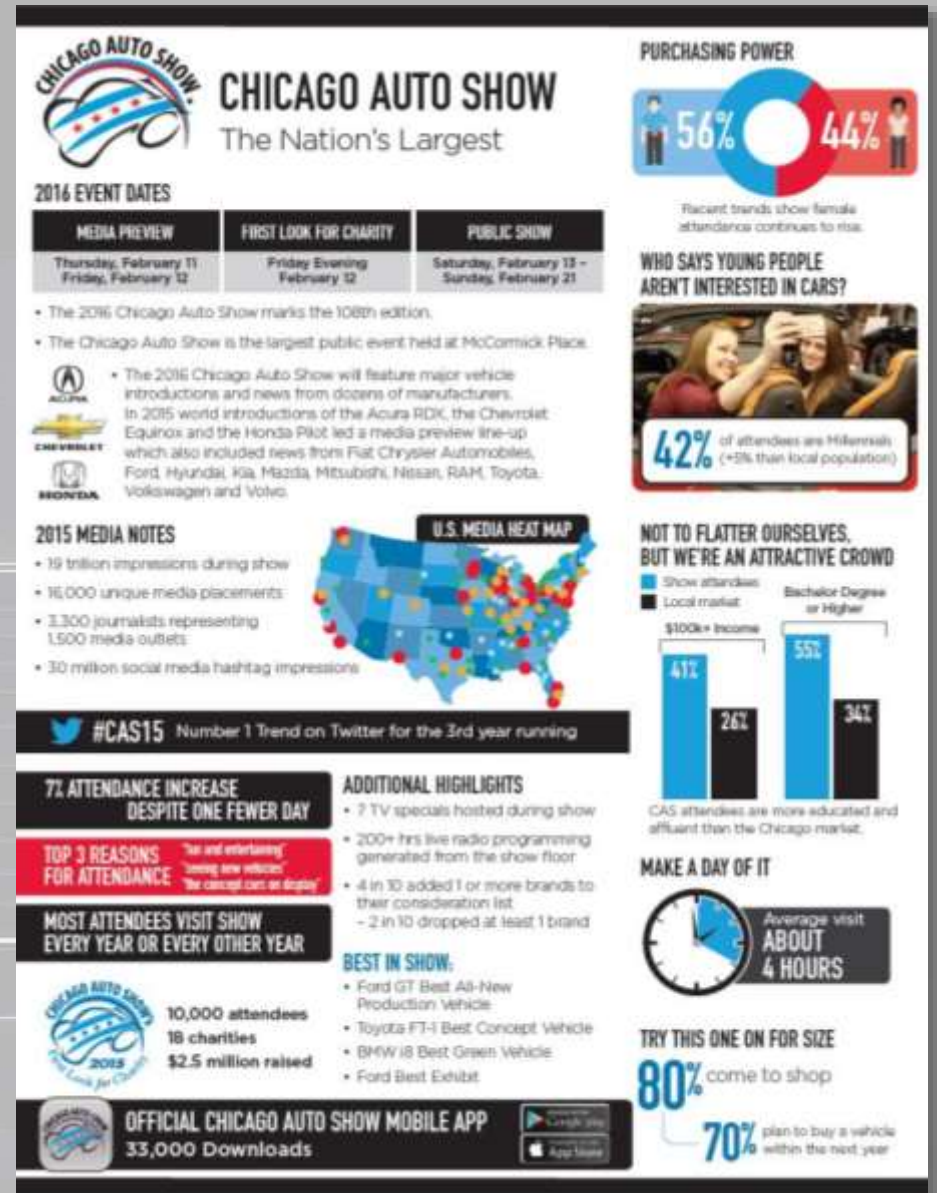 CHICAGO AUTO SHOW
CHICAGO AUTO SHOW
The Nation's Largest
2016 EVENT DATES
MEDIA PREVIEW
Thursday, February 11
Friday, February 12
FIRST LOOK FOR CHARITY
Friday Evening
February 12
PUBLIC SHOW
Saturday, February 13 -
Sunday, February 21
• The 2016 Chicago Auto Show marks the 108th edition.
• The Chicago Auto Show is the largest public event held at McCormick Place.
ACURA
CHEVROLET
HONDA
• The 2016 Chicago Auto Show will feature major vehicle
introductions and news from dozens of manufacturers.
In 2015 world introductions of the Acura RDX, the Chevrolet
Equinox and the Honda Pilot led a media preview line-up
which also included news from Fiat Chrysler Automobiles,
Ford, Hyundai, Kia, Mazda, Mitsubishi, Nissan, RAM, Toyota,
Volkswagen and Volvo.
2015 MEDIA NOTES
• 19 trillion impressions during show
• 16,000 unique media placements
• 3,300 journalists representing
1,500 media outlets
• 30 million social media hashtag impressions
U.S. MEDIA HEAT MAP
#CAS15 Number 1 Trend on Twitter for the 3rd year running
7% ATTENDANCE INCREASE
DESPITE ONE FEWER DAY
TOP 3 REASONS
FOR ATTENDANCE
"fun and entertaining"
"seeing new vehicles"
"the concept cars on display"
MOST ATTENDEES VISIT SHOW
EVERY YEAR OR EVERY OTHER YEAR
CHICAGO AUTO SHOW'S
2015
First Look for Charity
10,000 attendees
18 charities
$2.5 million raised
ADDITIONAL HIGHLIGHTS
• 7 TV specials hosted during show
• 200+ hrs live radio programming
generated from the show floor
• 4 in 10 added 1 or more brands to
their consideration list
- 2 in 10 dropped at least 1 brand
BEST IN SHOW:
• Ford GT Best All-New
Production Vehicle
• Toyota FT-1 Best Concept Vehicle
• BMW i8 Best Green Vehicle
• Ford Best Exhibit
CHICAGO AUTO SHOW
OFFICIAL CHICAGO AUTO SHOW MOBILE APP
33,000 Downloads
Google play
App Store
PURCHASING POWER
56%
44%
Recent trends show female
attendance continues to rise.
WHO SAYS YOUNG PEOPLE
AREN'T INTERESTED IN CARS?
42% of attendees are Millennials
(+5% than local population)
NOT TO FLATTER OURSELVES,
BUT WE'RE AN ATTRACTIVE CROWD
Show attendees
Local market
$100k+ Income
Bachelor Degree
or Higher
41%
26%
55%
34%
CAS attendees are more educated and
affluent than the Chicago market.
MAKE A DAY OF IT
Average visit
ABOUT
4 HOURS
TRY THIS ONE ON FOR SIZE
80% come to shop
70% plan to buy a vehicle
within the next year